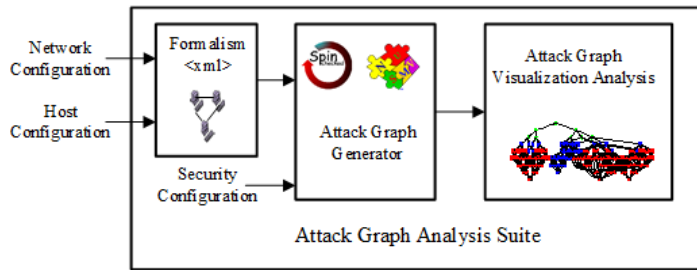 Network
Configuration
Host
Configuration
Formalism
<xml>
Security
Configuration
Spin
Attack Graph
Generator
Attack Graph
Visualization Analysis
Attack Graph Analysis Suite